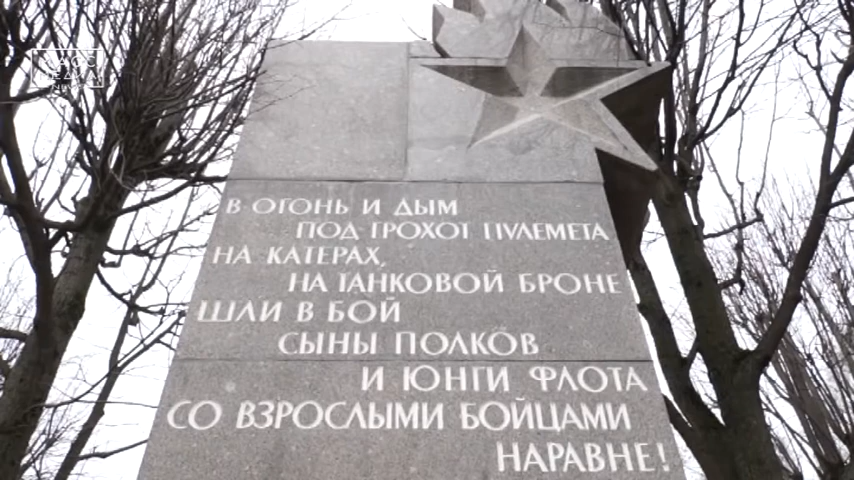 МЕДИА
В ОГОНЬ И ДЫМ
ПОД ГРОХОТ ПУЛЕМЕТА
НА КАТЕРАХ,
НА ТАНКОВОЙ БРОНЕ
ШЛИ В БОЙ
СЫНЫ ПОЛКОВ
И ЮНГИ ФЛОТА
СО ВЗРОСЛЫМИ БОЙЦАМИ
НАРАВНЕ!